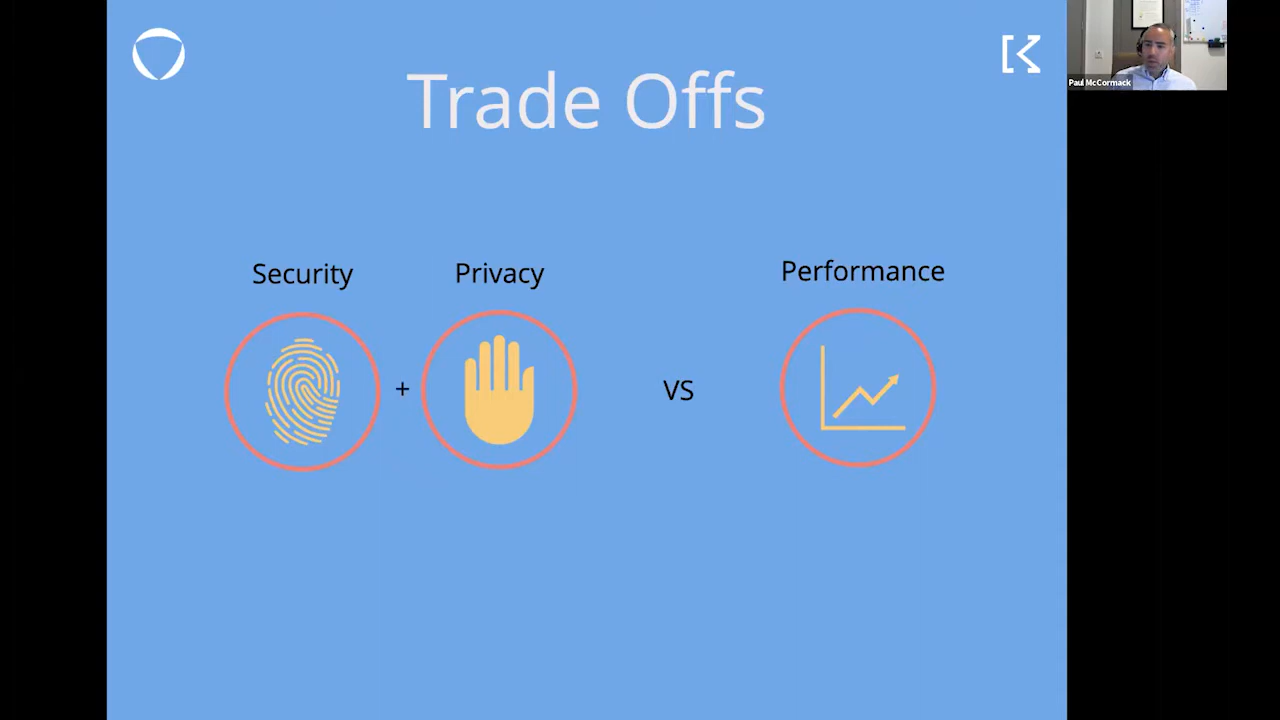 Trade Offs
Paul McCormack
Security
Privacy
Performance
+
VS